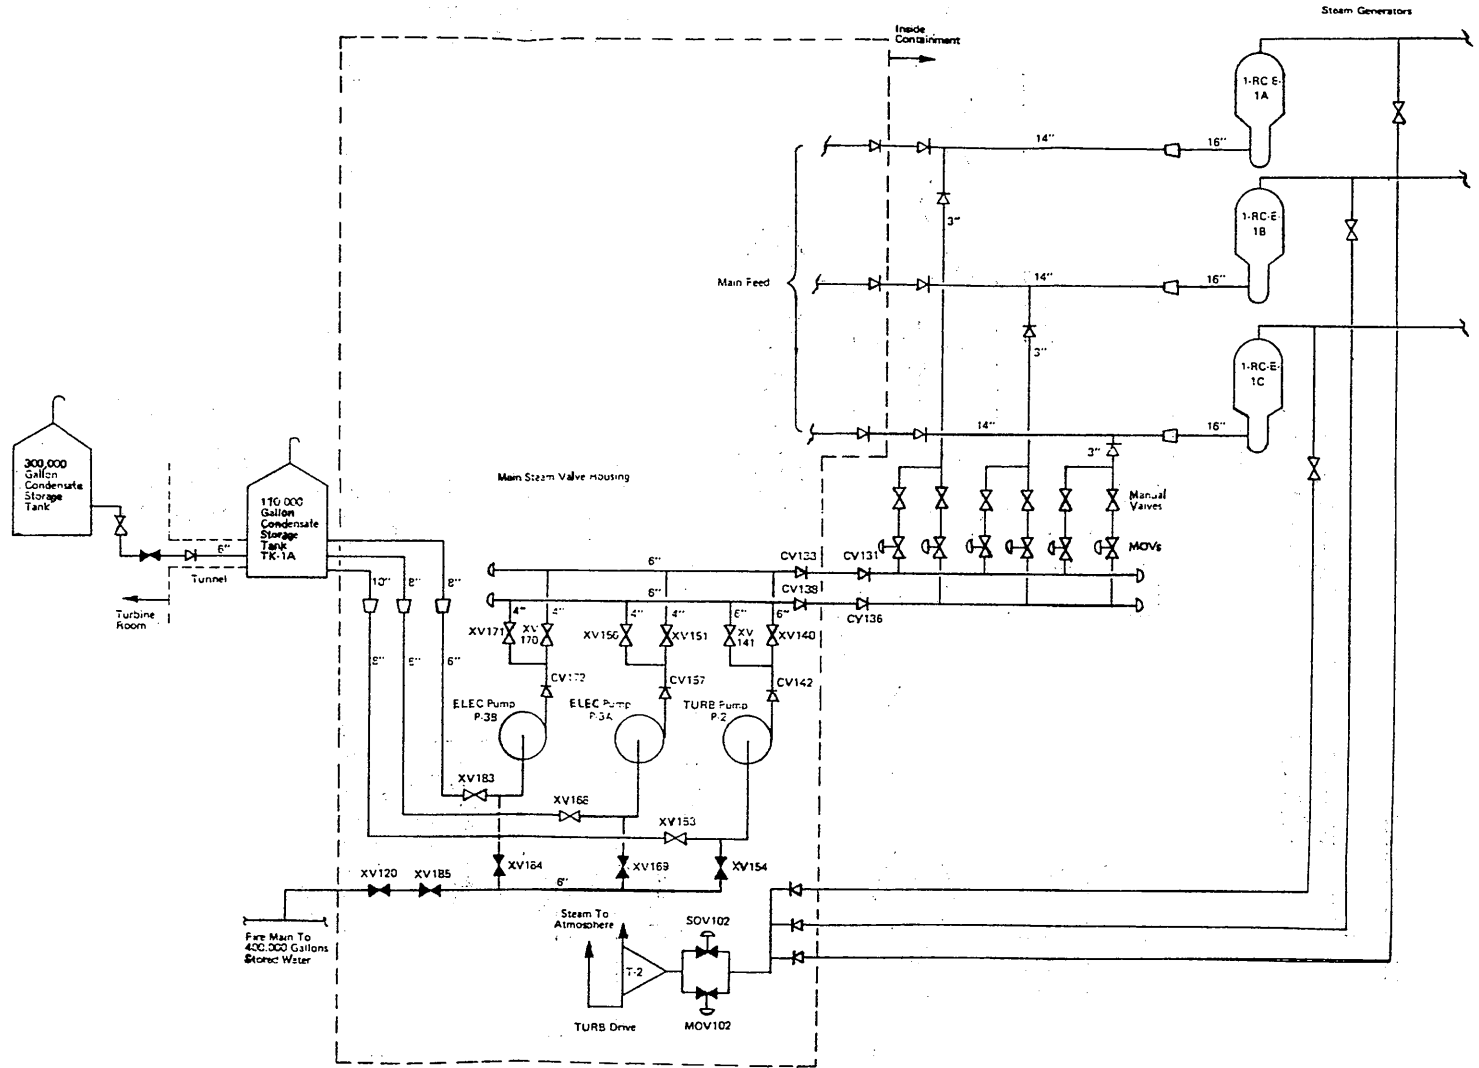 Steam Generators
Inside
Containment
1-RC E-
1A
14"
16"
3"
1-RC-E-
1B
Main Feed
14"
16"
3"
1-RC-E-
1C
14"
16"
3"
300,000
Gallon
Condensate
Storage
Tank
110 000
Gallon
Condensate
Storage
Tank
TK-1A
Main Steam Valve Housing
Manual
Valves
MOVs
6"
Tunnel
Turbine
Room
6"
CV133
CV131
6"
CV138
CV136
10"
8"
8"
4"
4"
4"
4"
6"
6"
XV171
XV
170
XV151
XV
141
XV140
6"
CV142
ELEC Pump
P-3B
ELEC Pump
P-3A
TURB Pump
P-2
XV183
XV168
XV153
XV184
XV169
XV154
XV120
XV185
6"
Fire Main To
400,000 Gallons
Stored Water
Steam To
Atmosphere
SOV102
T-2
MOV102
TURB Drive